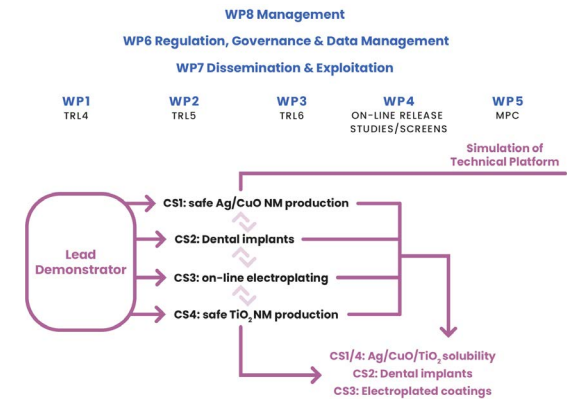 WP8 Management
WP6 Regulation, Governance & Data Management
WP7 Dissemination & Exploitation
WP1
TRL4
WP2
TRL5
WP3
TRL6
WP4
ON-LINE RELEASE
STUDIES/SCREENS
WP5
MPC
Simulation of
Technical Platform
Lead
Demonstrator
CS1: safe Ag/CuO NM production
CS2: Dental implants
CS3: on-line electroplating
CS4: safe TiO₂ NM production
CS1/4: Ag/CuO/TiO₂ solubility
CS2: Dental implants
CS3: Electroplated coatings